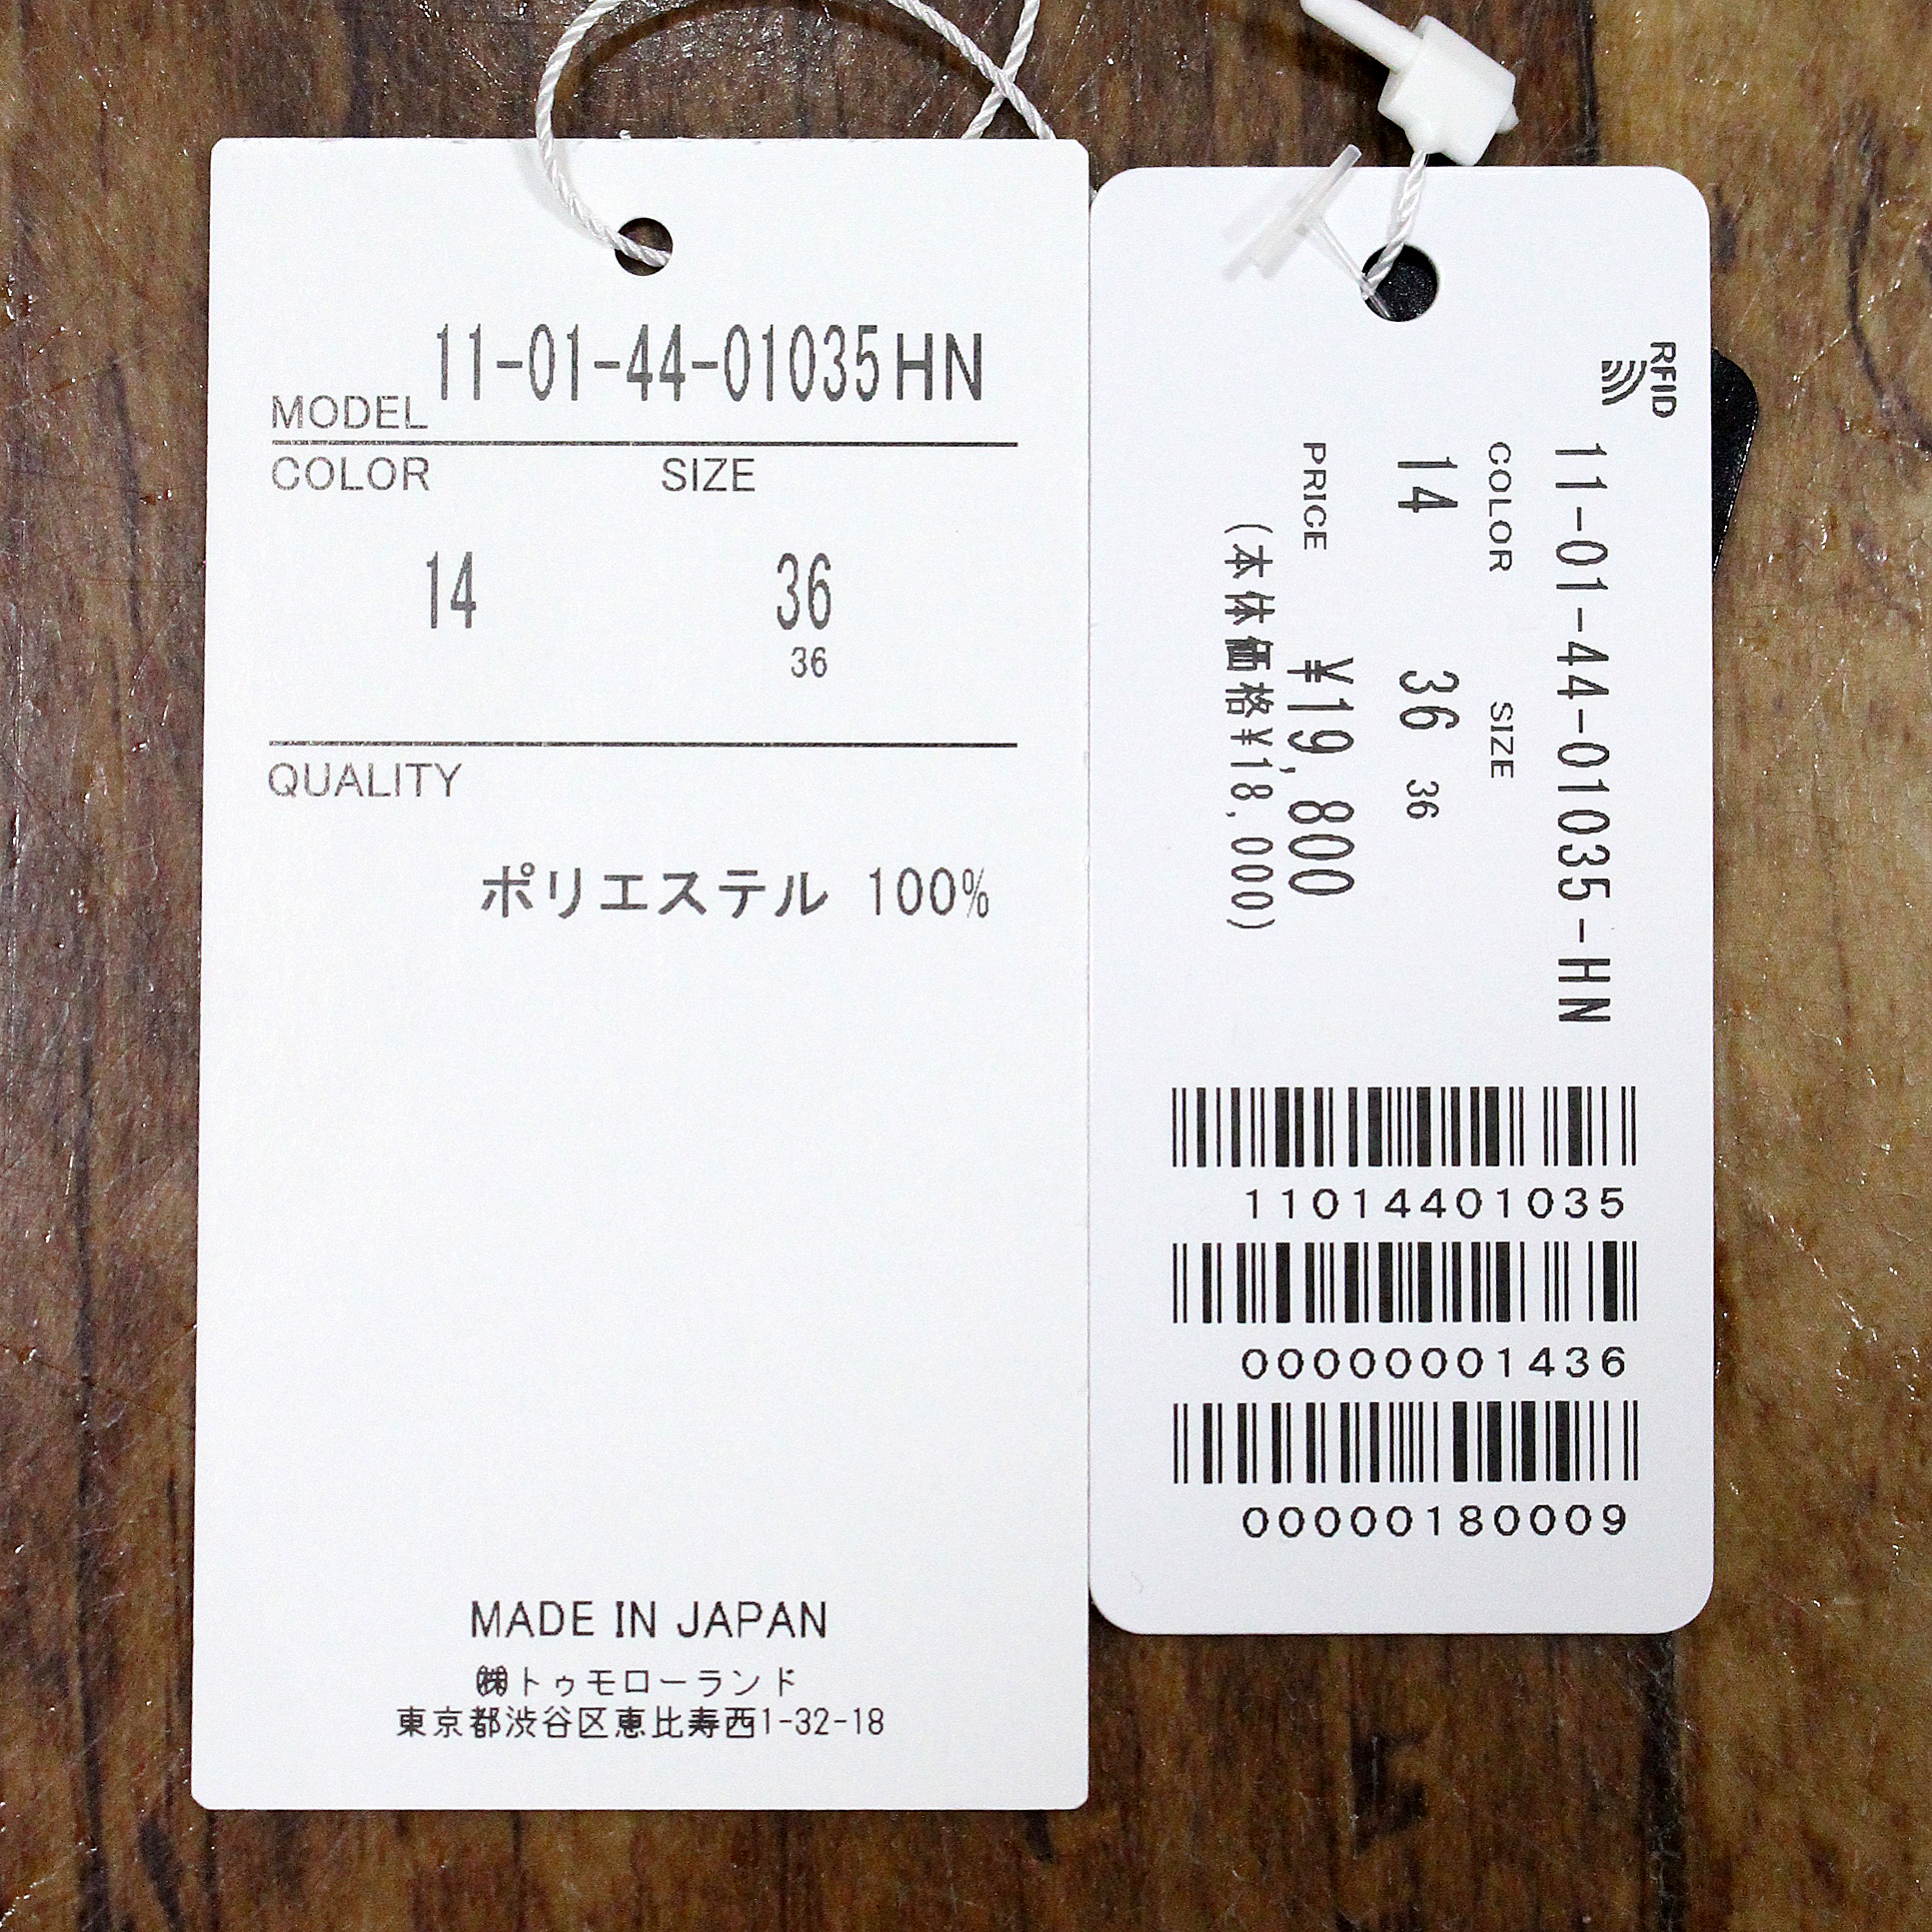 11-01-44-01035HN
MODEL
COLOR SIZE
14 36
36
QUALITY
ポリエステル 100%
MADE IN JAPAN
㈱トゥモローランド
東京都渋谷区恵比寿西1-32-18
RFID
11-01-44-01035-HN
COLOR SIZE
14 36 36
PRICE ¥19,800
(本体価格¥18,000)
11014401035
00000001436
00000180009